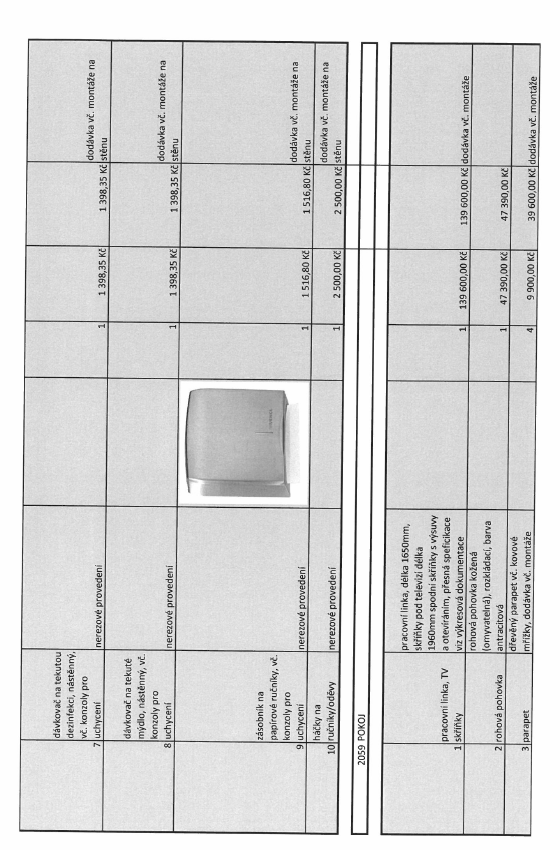 dávkovač na tekutou
dezinfekci, nástěnný,
vč. konzoly pro
7 uchycení nerezové provedení 1 1 398,35 Kč 1 398,35 Kč dodávka vč. montáže na stěnu
dávkovač na tekuté
mýdlo, nástěnný, vč.
konzoly pro
8 uchycení nerezové provedení 1 1 398,35 Kč 1 398,35 Kč dodávka vč. montáže na stěnu
zásobník na
papírové ručníky, vč.
konzoly pro
9 uchycení nerezové provedení 1 1 516,80 Kč 1 516,80 Kč dodávka vč. montáže na stěnu
háčky na
10 ručníky/oděvy nerezové provedení 1 2 500,00 Kč 2 500,00 Kč dodávka vč. montáže na stěnu
2059 POKOJ
pracovní linka, TV
1 skříňky
pracovní linka, délka 1650mm,
skříňky pod televizí délka
1960mm spodní skříňky s výsuvy
a otevíráním, přesná speficikace
viz výkresová dokumentace 1 139 600,00 Kč 139 600,00 Kč dodávka vč. montáže
2 rohová pohovka
rohová pohovka kožená
(omyvatelná), rozkládací, barva
antracitová 1 47 390,00 Kč 47 390,00 Kč
3 parapet
dřevěný parapet vč. kovové
mřížky, dodávka vč. montáže 4 9 900,00 Kč 39 600,00 Kč dodávka vč. montáže